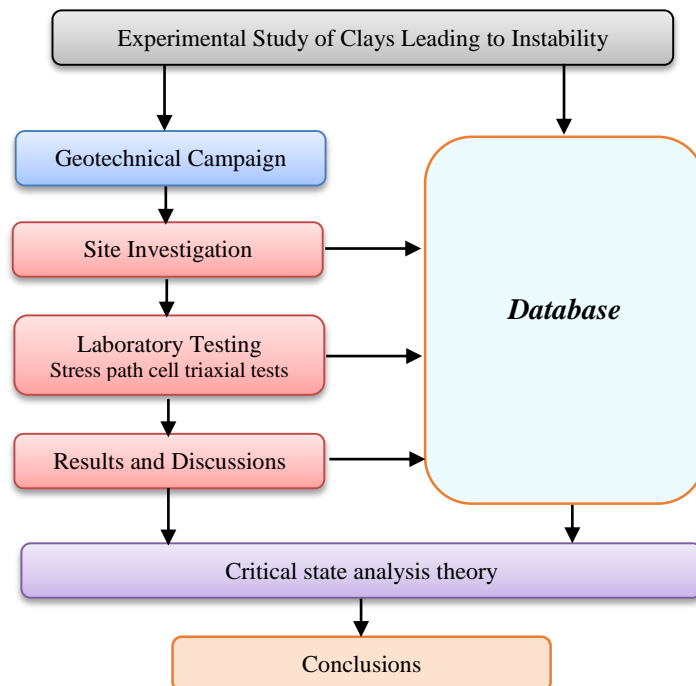 Experimental Study of Clays Leading to Instability
Geotechnical Campaign
Site Investigation
Laboratory Testing
Stress path cell triaxial tests
Results and Discussions
Database
Critical state analysis theory
Conclusions